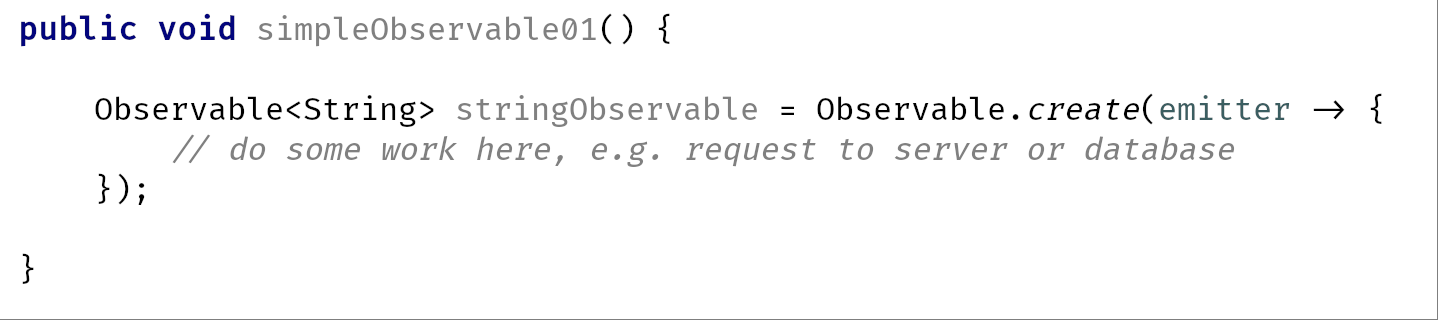 public void simpleObservable01() {
Observable<String> stringObservable = Observable.create(emitter -> {
// do some work here, e.g. request to server or database
});
}